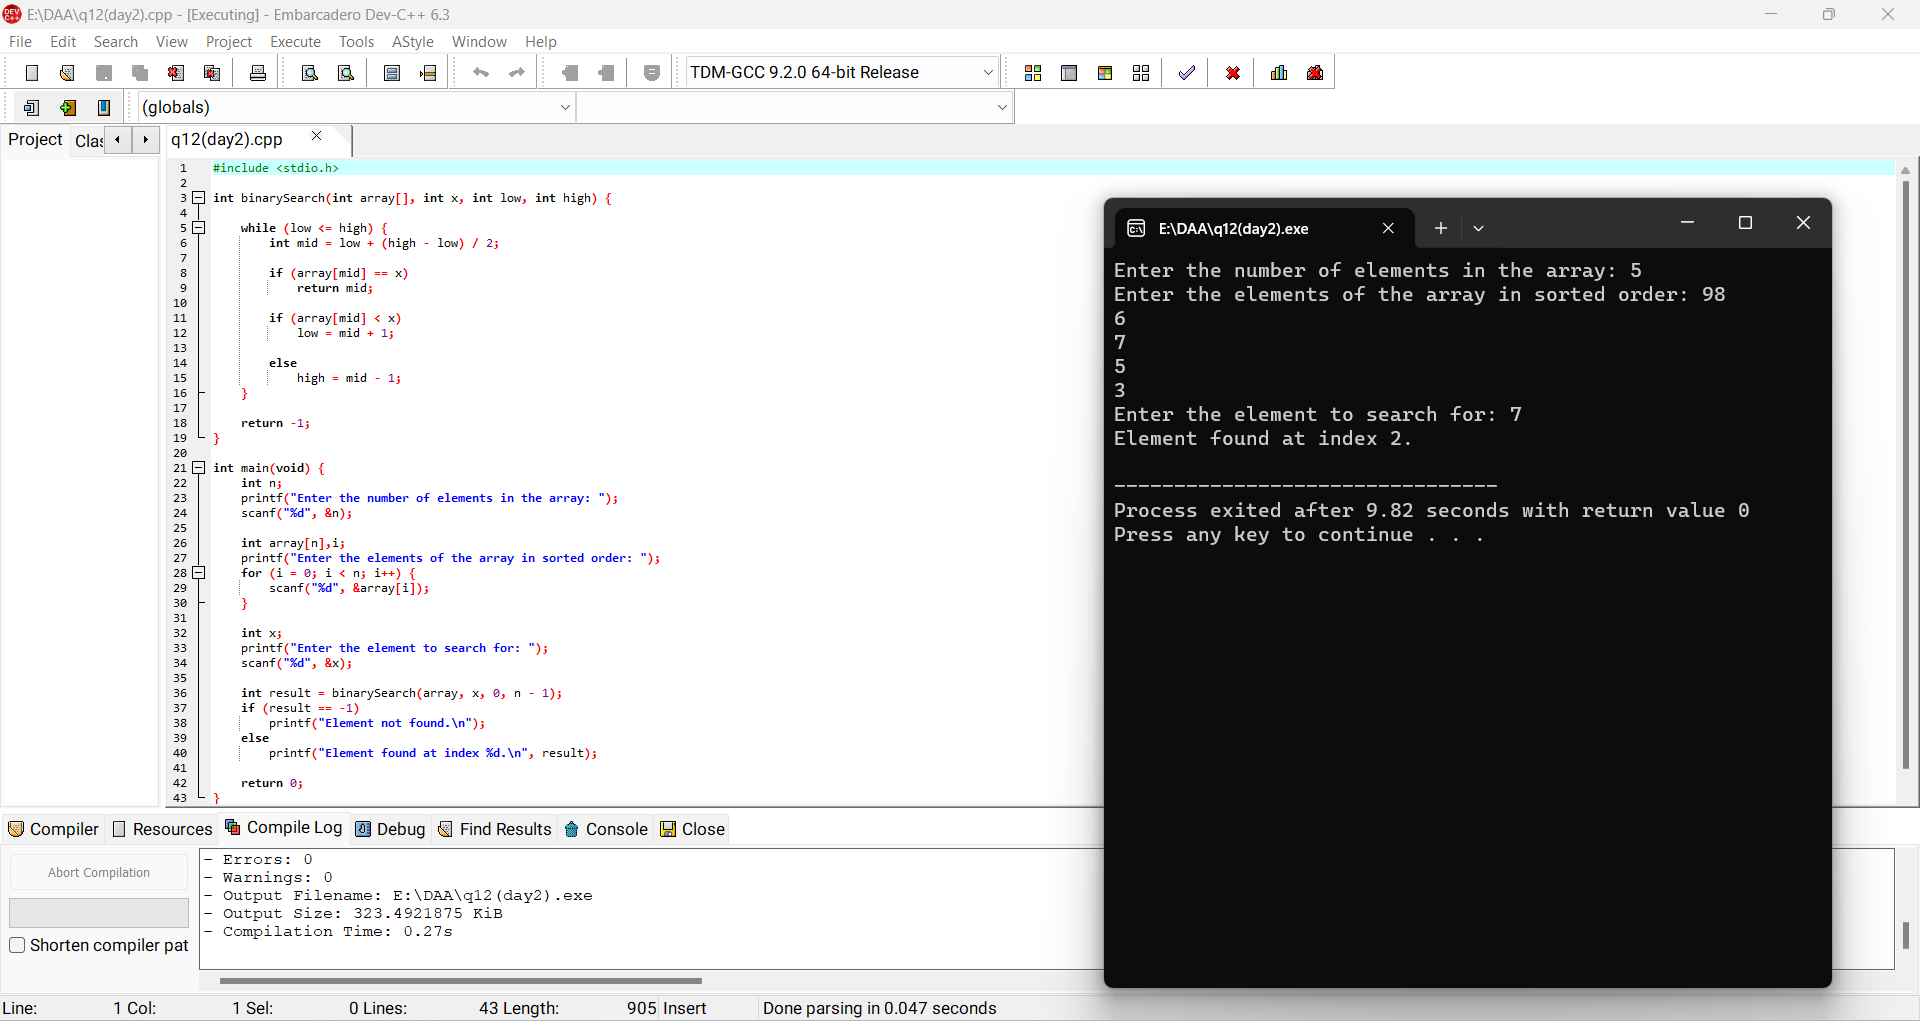 E:\DAA\q12(day2).cpp - [Executing] - Embarcadero Dev-C++ 6.3
File Edit Search View Project Execute Tools AStyle Window Help
TDM-GCC 9.2.0 64-bit Release
(globals)
Project Clas q12(day2).cpp
1 #include <stdio.h>
2
3 int binarySearch(int array[], int x, int low, int high) {
4
5 while (low <= high) {
6 int mid = low + (high - low) / 2;
7
8 if (array[mid] == x)
9 return mid;
10
11 if (array[mid] < x)
12 low = mid + 1;
13
14 else
15 high = mid - 1;
16 }
17
18 return -1;
19 }
20
21 int main(void) {
22 int n;
23 printf("Enter the number of elements in the array: ");
24 scanf("%d", &n);
25
26 int array[n],i;
27 printf("Enter the elements of the array in sorted order: ");
28 for (i = 0; i < n; i++) {
29 scanf("%d", &array[i]);
30 }
31
32 int x;
33 printf("Enter the element to search for: ");
34 scanf("%d", &x);
35
36 int result = binarySearch(array, x, 0, n - 1);
37 if (result == -1)
38 printf("Element not found.\n");
39 else
40 printf("Element found at index %d.\n", result);
41
42 return 0;
43 }
E:\DAA\q12(day2).exe
Enter the number of elements in the array: 5
Enter the elements of the array in sorted order: 98
6
7
5
3
Enter the element to search for: 7
Element found at index 2.
--------------------------------
Process exited after 9.82 seconds with return value 0
Press any key to continue . . .
Compiler Resources Compile Log Debug Find Results Console Close
Abort Compilation
Shorten compiler pat
- Errors: 0
- Warnings: 0
- Output Filename: E:\DAA\q12(day2).exe
- Output Size: 323.4921875 KiB
- Compilation Time: 0.27s
Line: 1 Col: 1 Sel: 0 Lines: 43 Length: 905 Insert Done parsing in 0.047 seconds